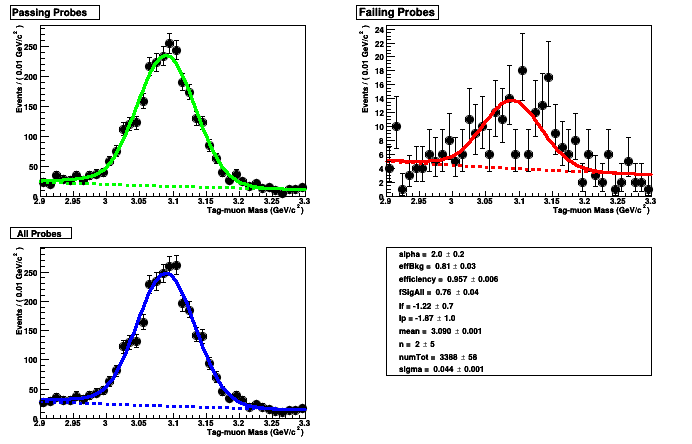 Passing Probes
Events / ( 0.01 GeV/c² )
250
200
150
100
50
0
2.9 2.95 3 3.05 3.1 3.15 3.2 3.25 3.3
Tag-muon Mass (GeV/c²)
Failing Probes
Events / ( 0.01 GeV/c² )
24
22
20
18
16
14
12
10
8
6
4
2
0
2.9 2.95 3 3.05 3.1 3.15 3.2 3.25 3.3
Tag-muon Mass (GeV/c²)
All Probes
Events / ( 0.01 GeV/c² )
250
200
150
100
50
0
2.9 2.95 3 3.05 3.1 3.15 3.2 3.25 3.3
Tag-muon Mass (GeV/c²)
alpha = 2.0 ± 0.2
effBkg = 0.81 ± 0.03
efficiency = 0.957 ± 0.006
fSigAll = 0.76 ± 0.04
lf = -1.22 ± 0.7
lp = -1.87 ± 1.0
mean = 3.090 ± 0.001
n = 2 ± 5
numTot = 3388 ± 58
sigma = 0.044 ± 0.001